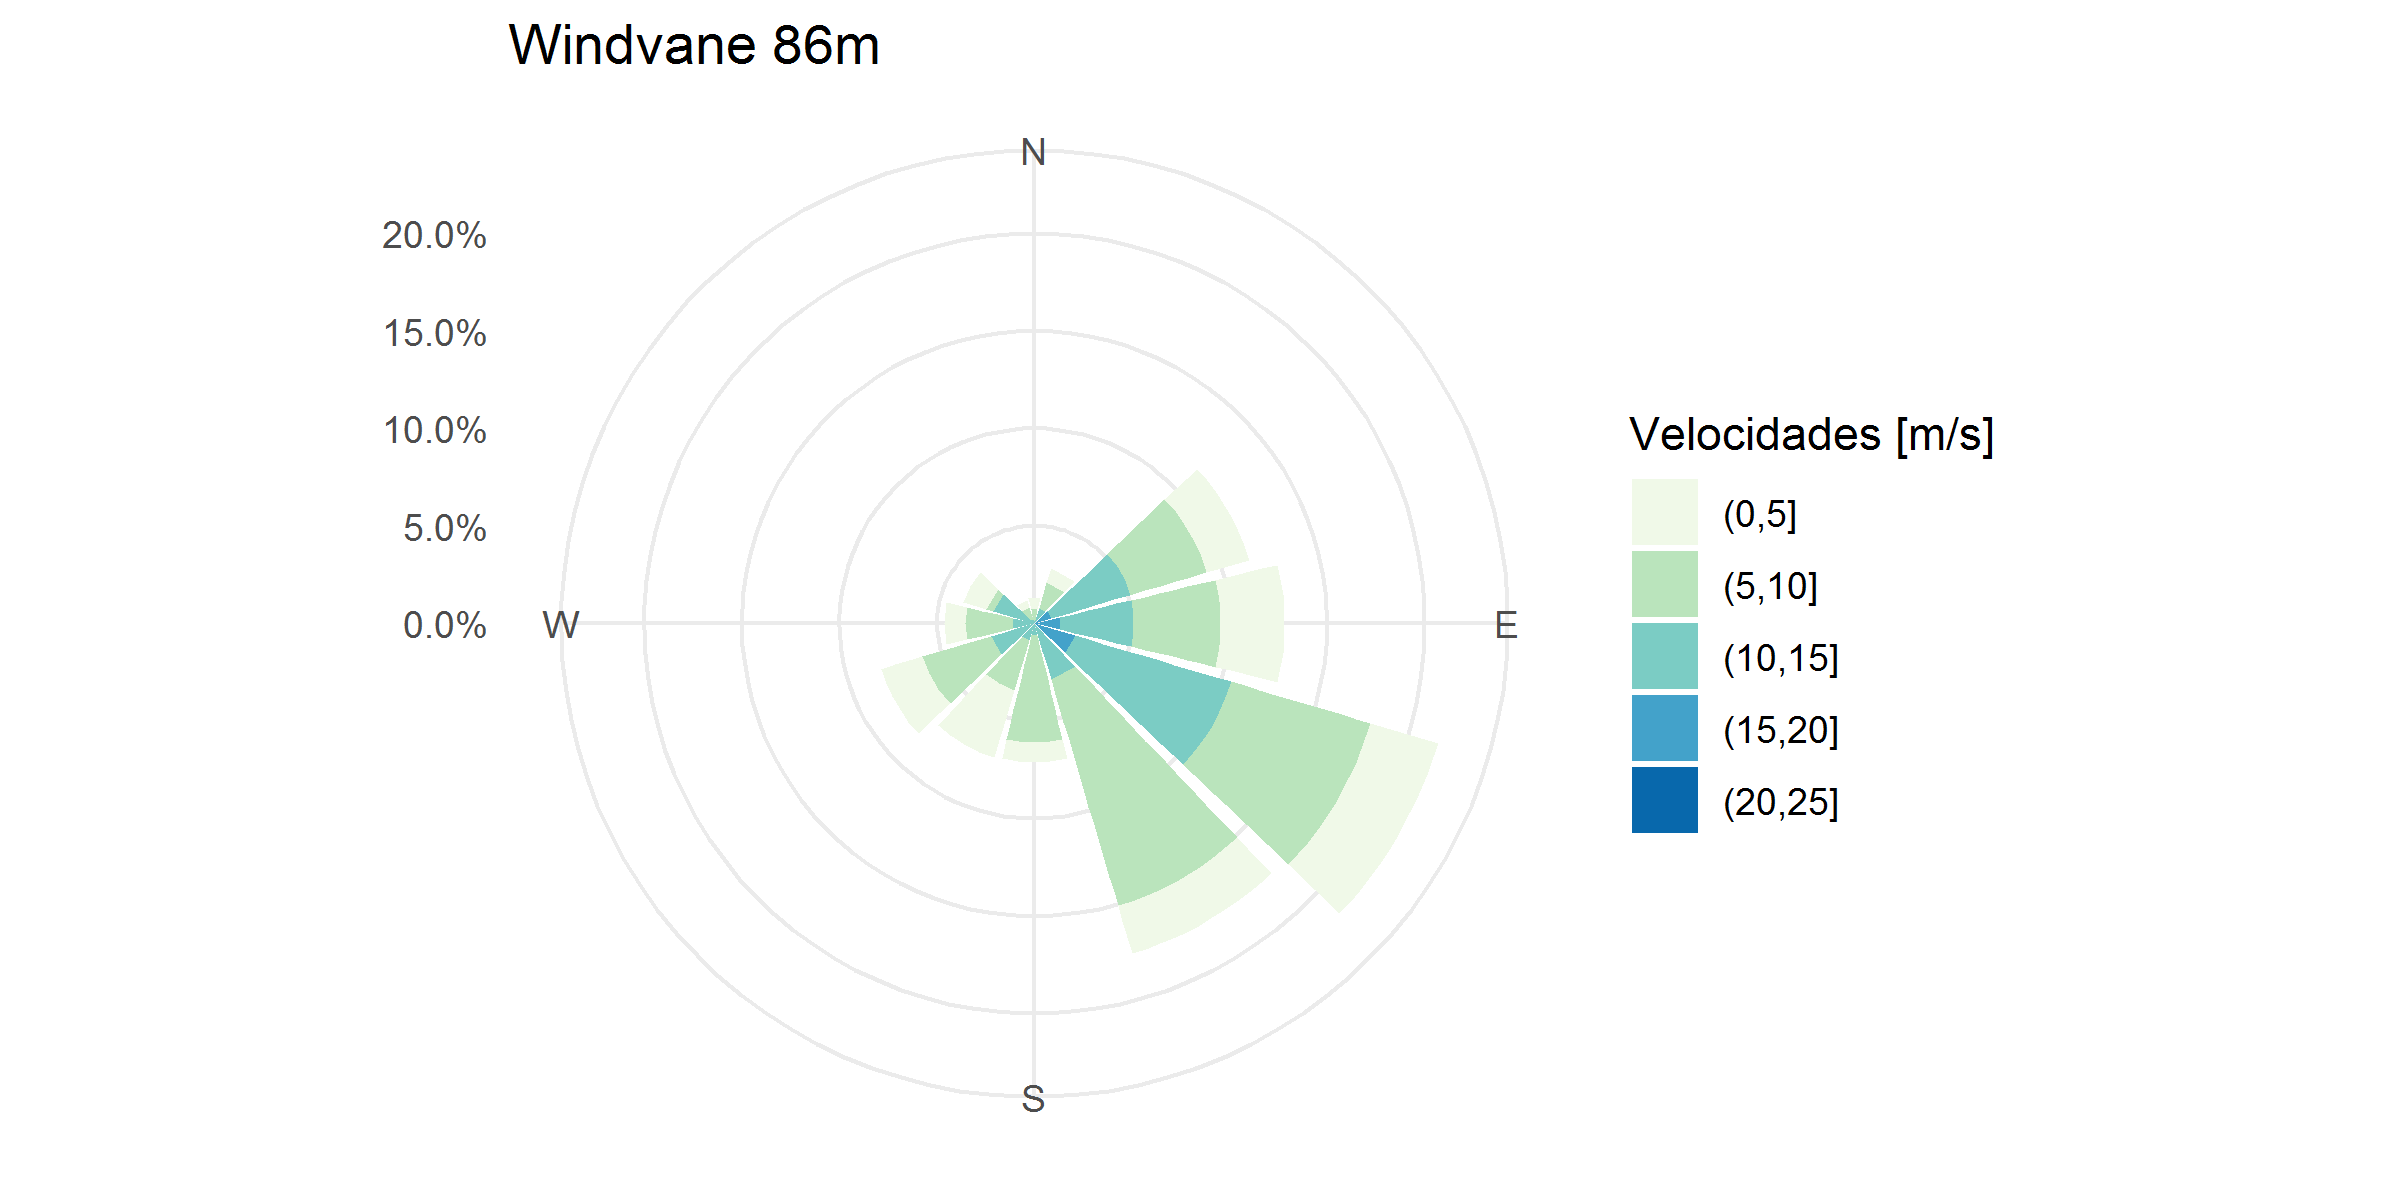 Windvane 86m
N
20.0%
15.0%
10.0%
5.0%
0.0%
W
E
S
Velocidades [m/s]
(0,5]
(5,10]
(10,15]
(15,20]
(20,25]